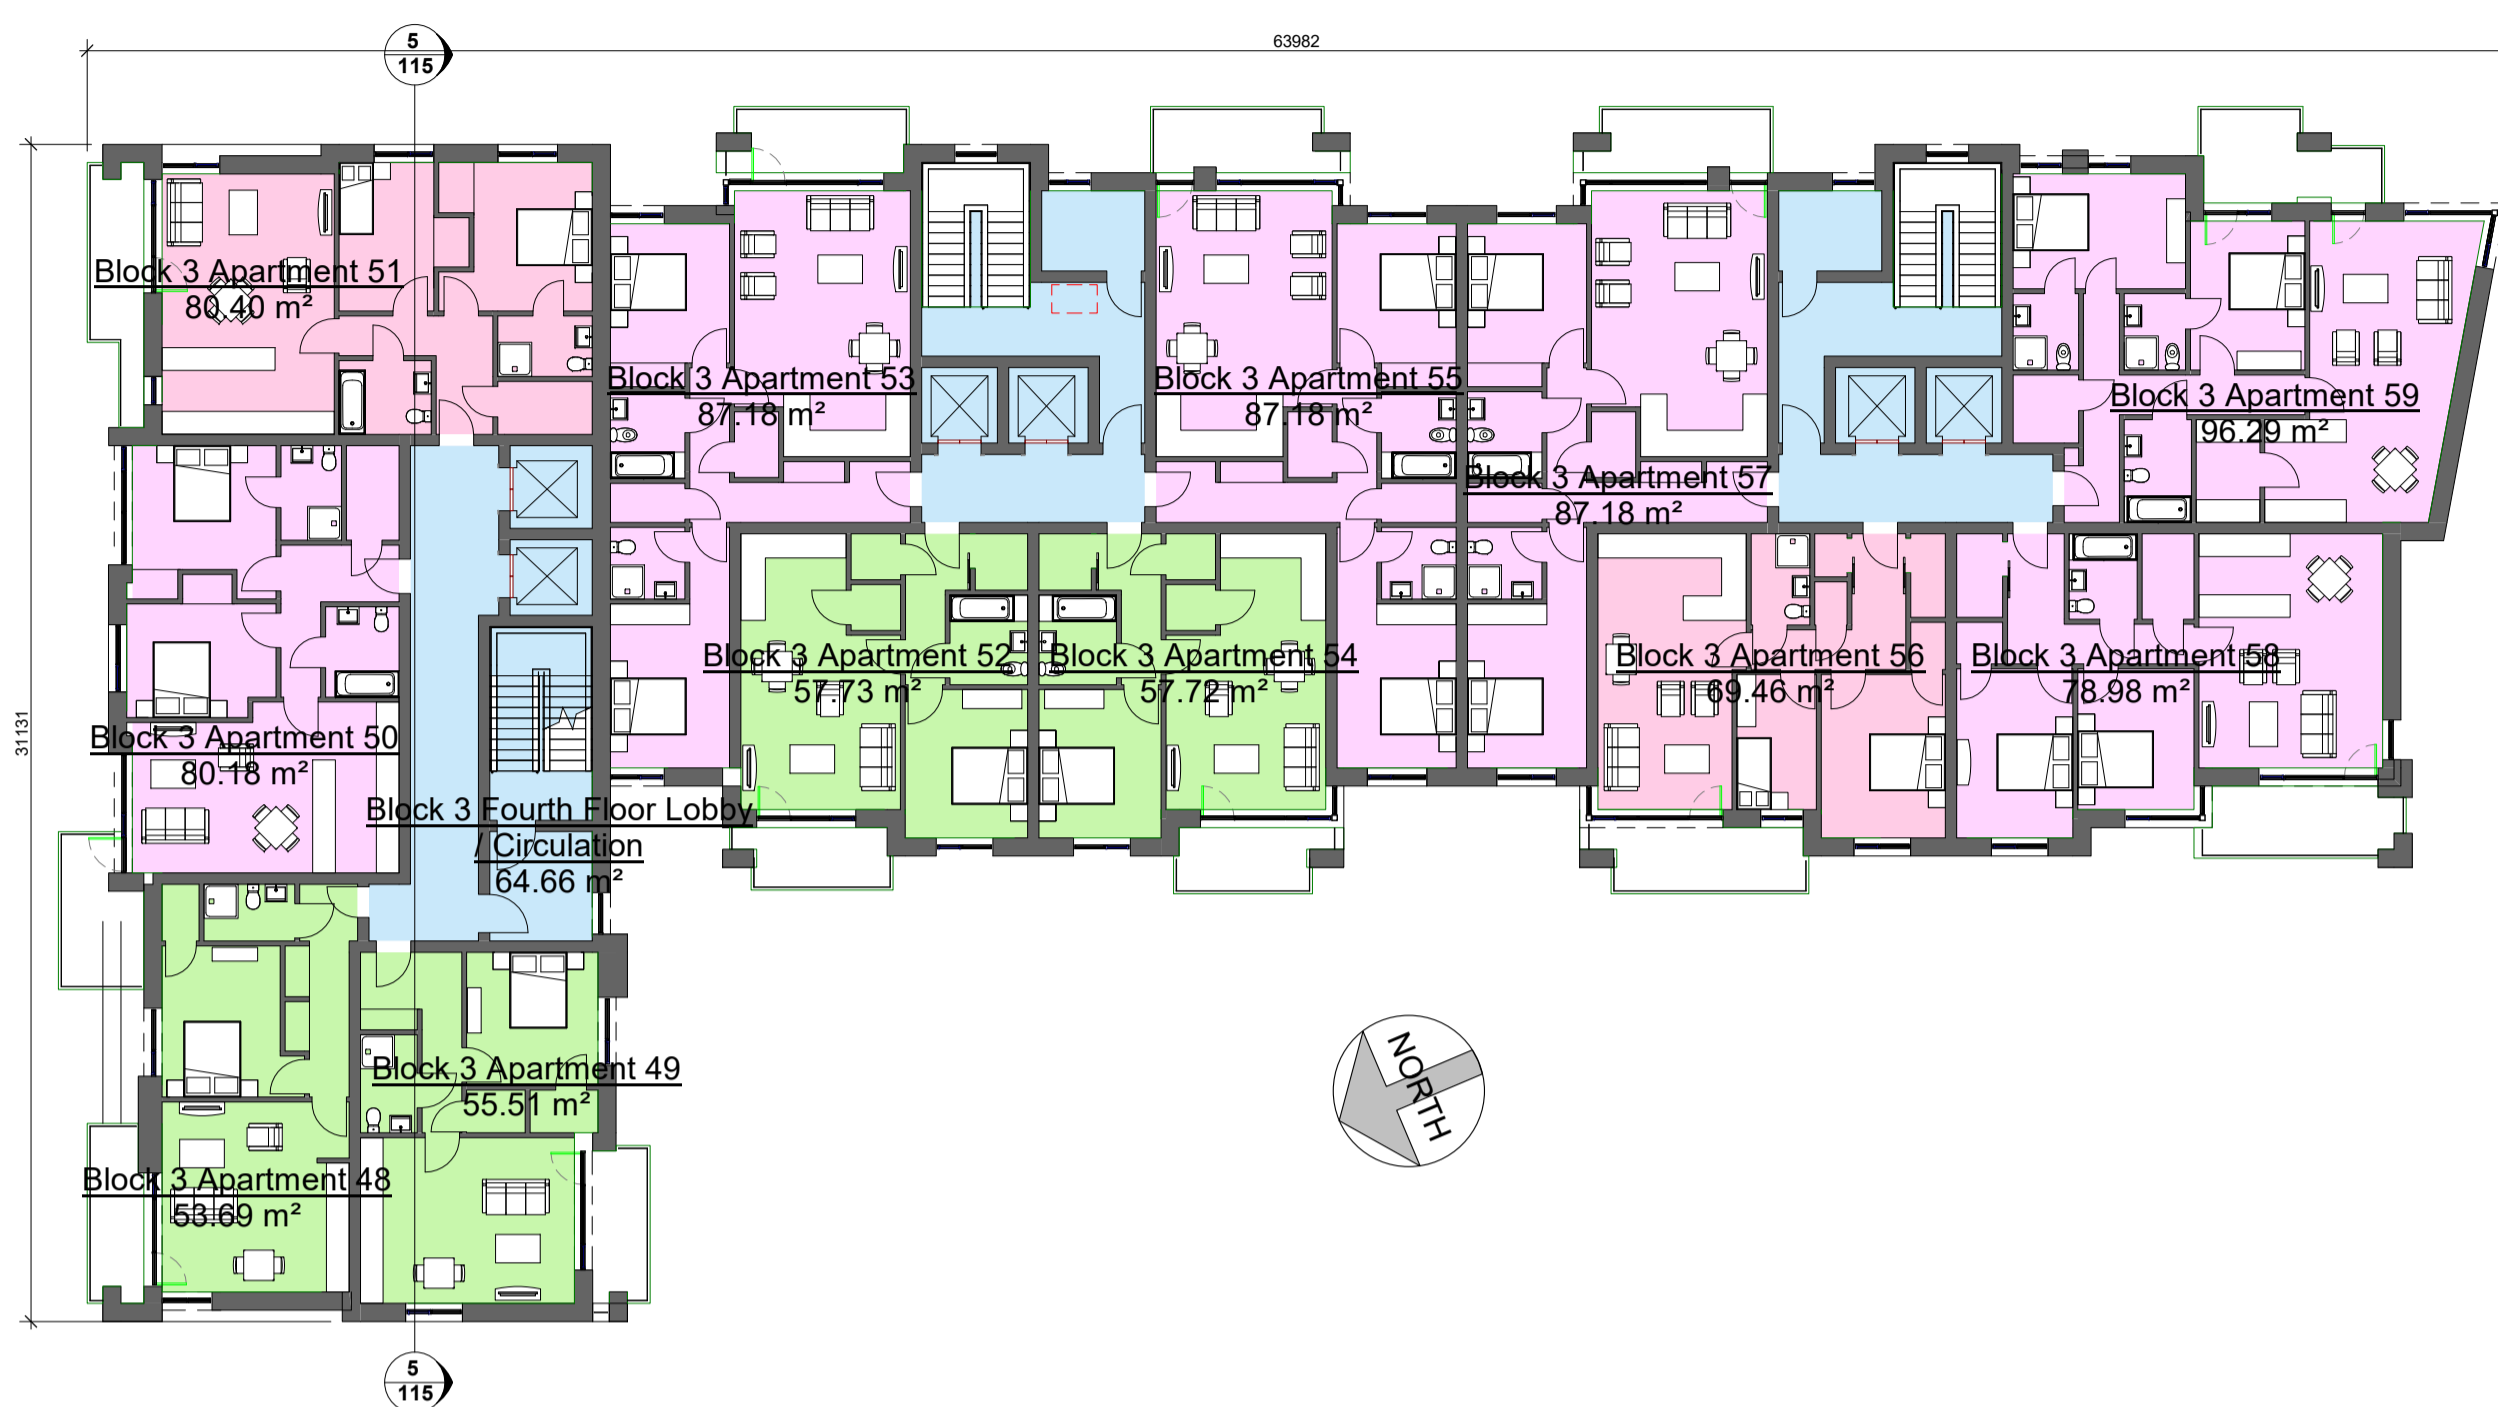 5
115
63982
31131
Block 3 Apartment 51
80.40 m²
Block 3 Apartment 53
87.18 m²
Block 3 Apartment 55
87.18 m²
Block 3 Apartment 59
96.29 m²
Block 3 Apartment 57
87.18 m²
Block 3 Apartment 52
57.73 m²
Block 3 Apartment 54
57.72 m²
Block 3 Apartment 56
69.46 m²
Block 3 Apartment 58
78.98 m²
Block 3 Apartment 50
80.18 m²
Block 3 Fourth Floor Lobby
/ Circulation
64.66 m²
Block 3 Apartment 49
55.51 m²
NORTH
Block 3 Apartment 48
53.69 m²
5
115